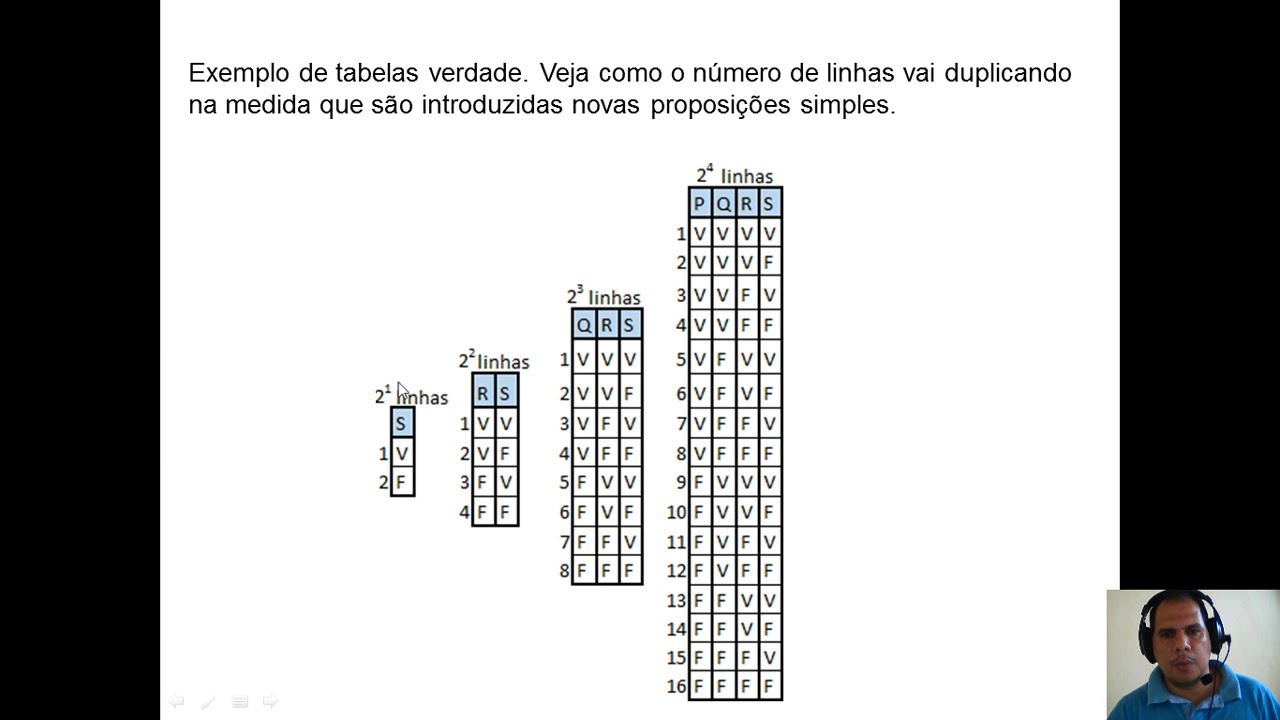 Exemplo de tabelas verdade. Veja como o número de linhas vai duplicando
na medida que são introduzidas novas proposições simples.
2¹ linhas
S
1 V
2 F
2² linhas
R S
1 V V
2 V F
3 F V
4 F F
2³ linhas
Q R S
1 V V V
2 V V F
3 V F V
4 V F F
5 F V V
6 F V F
7 F F V
8 F F F
2⁴ linhas
P Q R S
1 V V V V
2 V V V F
3 V V F V
4 V V F F
5 V F V V
6 V F V F
7 V F F V
8 V F F F
9 F V V V
10 F V V F
11 F V F V
12 F V F F
13 F F V V
14 F F V F
15 F F F V
16 F F F F